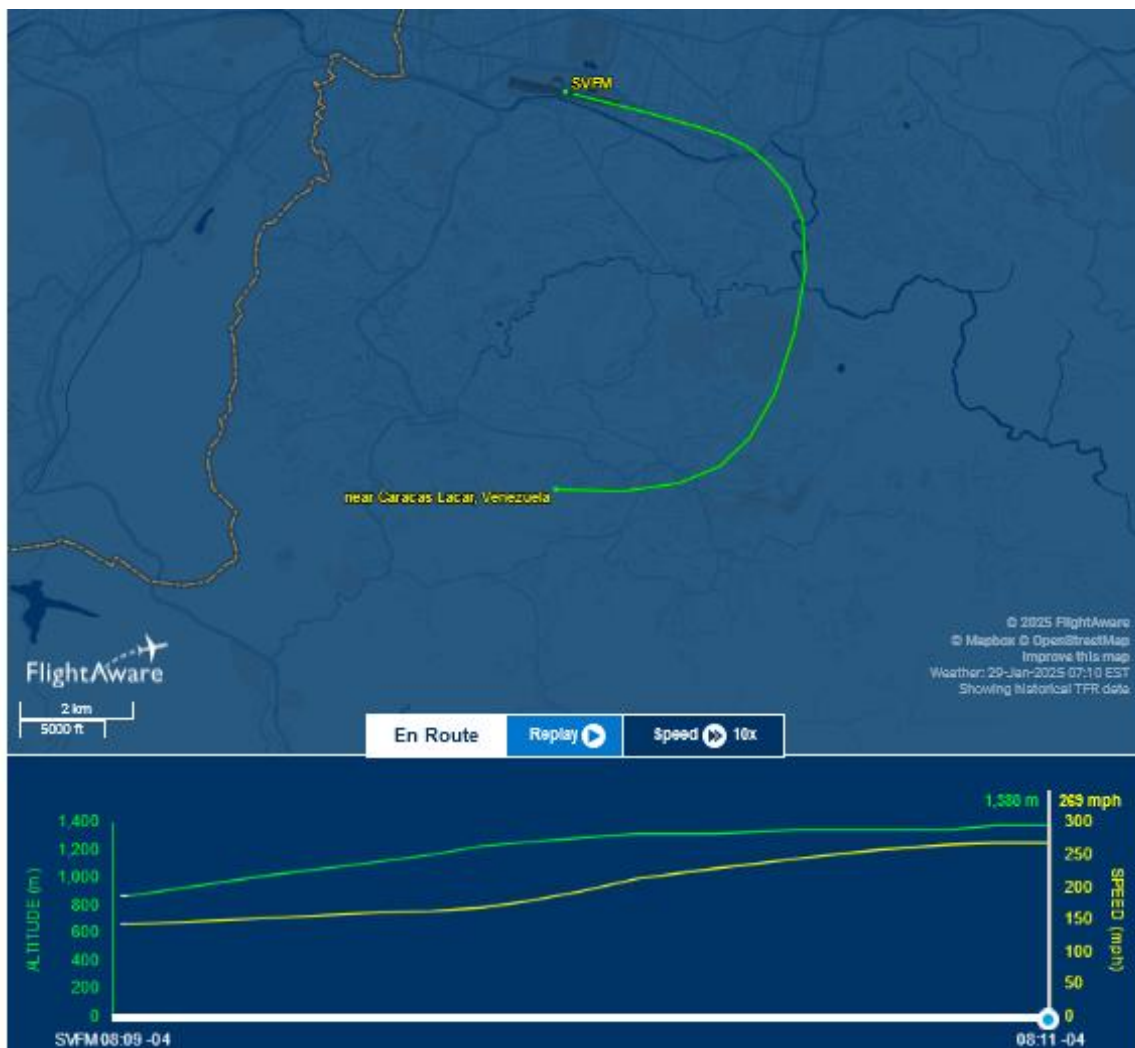 SVFM
near Caracas Lacar, Venezuela
© 2025 FlightAware
© Mapbox © OpenStreetMap
Improve this map
Weather: 29-Jan-2025 07:10 EST
Showing historical TFR data
FlightAware
2 km
5000 ft
En Route
Replay
Speed 10x
1,380 m
269 mph
ALTITUDE (m)
1,400
1,200
1,000
800
600
400
200
0
300
250
200
150
100
50
0
SPEED (mph)
SVFM 08:09 -04
08:11 -04